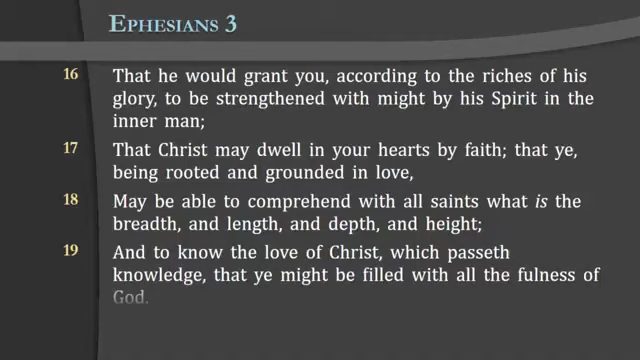 EPHESIANS 3
16 That he would grant you, according to the riches of his
glory, to be strengthened with might by his Spirit in the
inner man;
17 That Christ may dwell in your hearts by faith; that ye,
being rooted and grounded in love,
18 May be able to comprehend with all saints what is the
breadth, and length, and depth, and height;
19 And to know the love of Christ, which passeth
knowledge, that ye might be filled with all the fulness of
God.